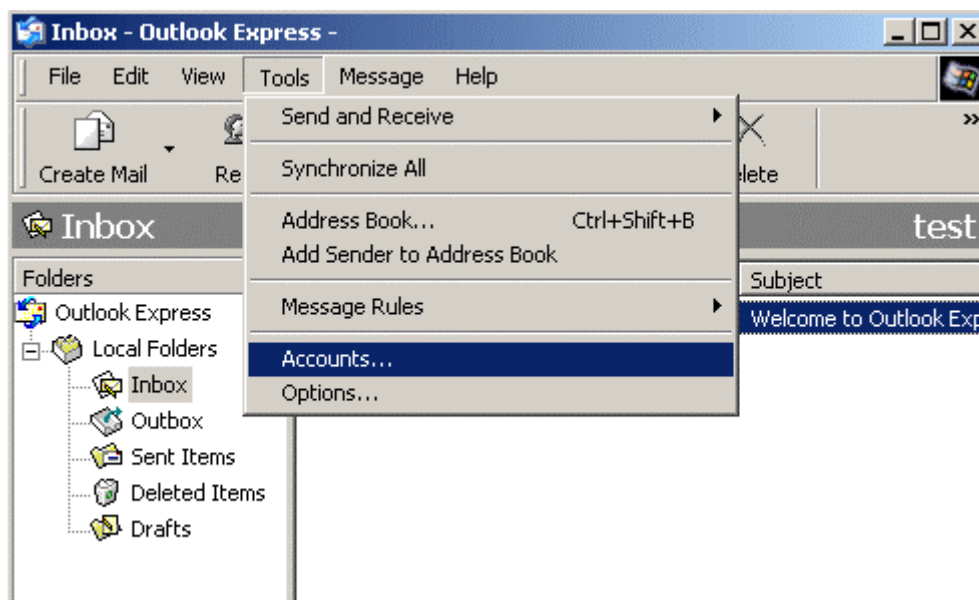 Inbox - Outlook Express -
File Edit View Tools Message Help
Create Mail
Send and Receive
Synchronize All
Address Book... Ctrl+Shift+B
Add Sender to Address Book
Message Rules
Accounts...
Options...
Inbox test
Folders Subject
Outlook Express Welcome to Outlook Exp
Local Folders
Inbox
Outbox
Sent Items
Deleted Items
Drafts